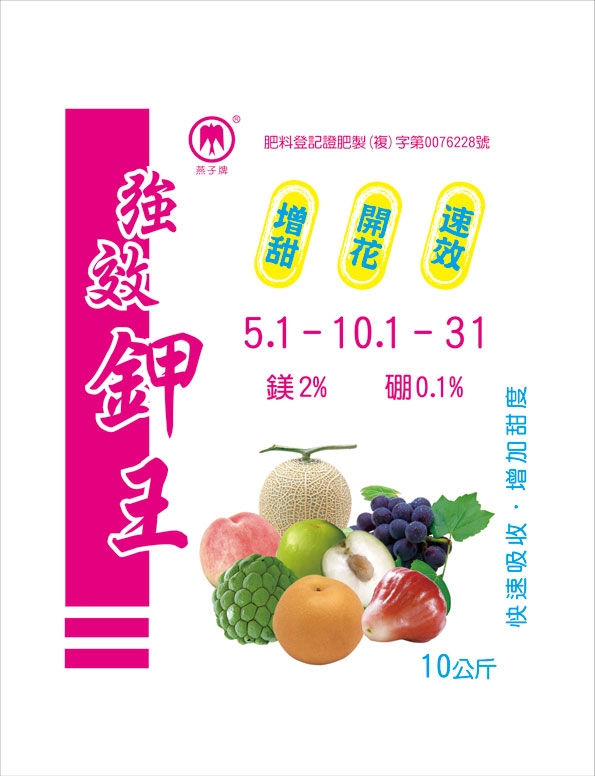 ®
燕子牌
肥料登記證肥製(複)字第0076228號
強效鉀王
增甜
開花
速效
5.1-10.1-31
鎂2% 硼0.1%
快速吸收·增加甜度
10公斤